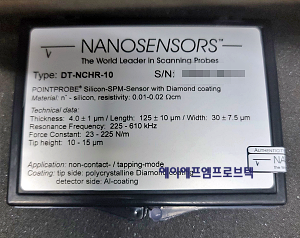 NANOSENSORS™
The World Leader in Scanning Probes
Type: DT-NCHR-10 S/N:
POINTPROBE® Silicon-SPM-Sensor with Diamond coating
Material: n⁺-silicon, resistivity: 0.01-0.02 Ωcm
Technical data:
Thickness: 4.0 ± 1 µm / Length: 125 ± 10 µm / Width: 30 ± 7.5 µm
Resonance Frequency: 225 - 610 kHz
Force Constant: 23 - 225 N/m
Tip height: 10 - 15 µm
Application: non-contact- / tapping-mode
Coating: tip side: polycrystalline Diamond
detector side: Al-coating
에이에프엠프로브텍